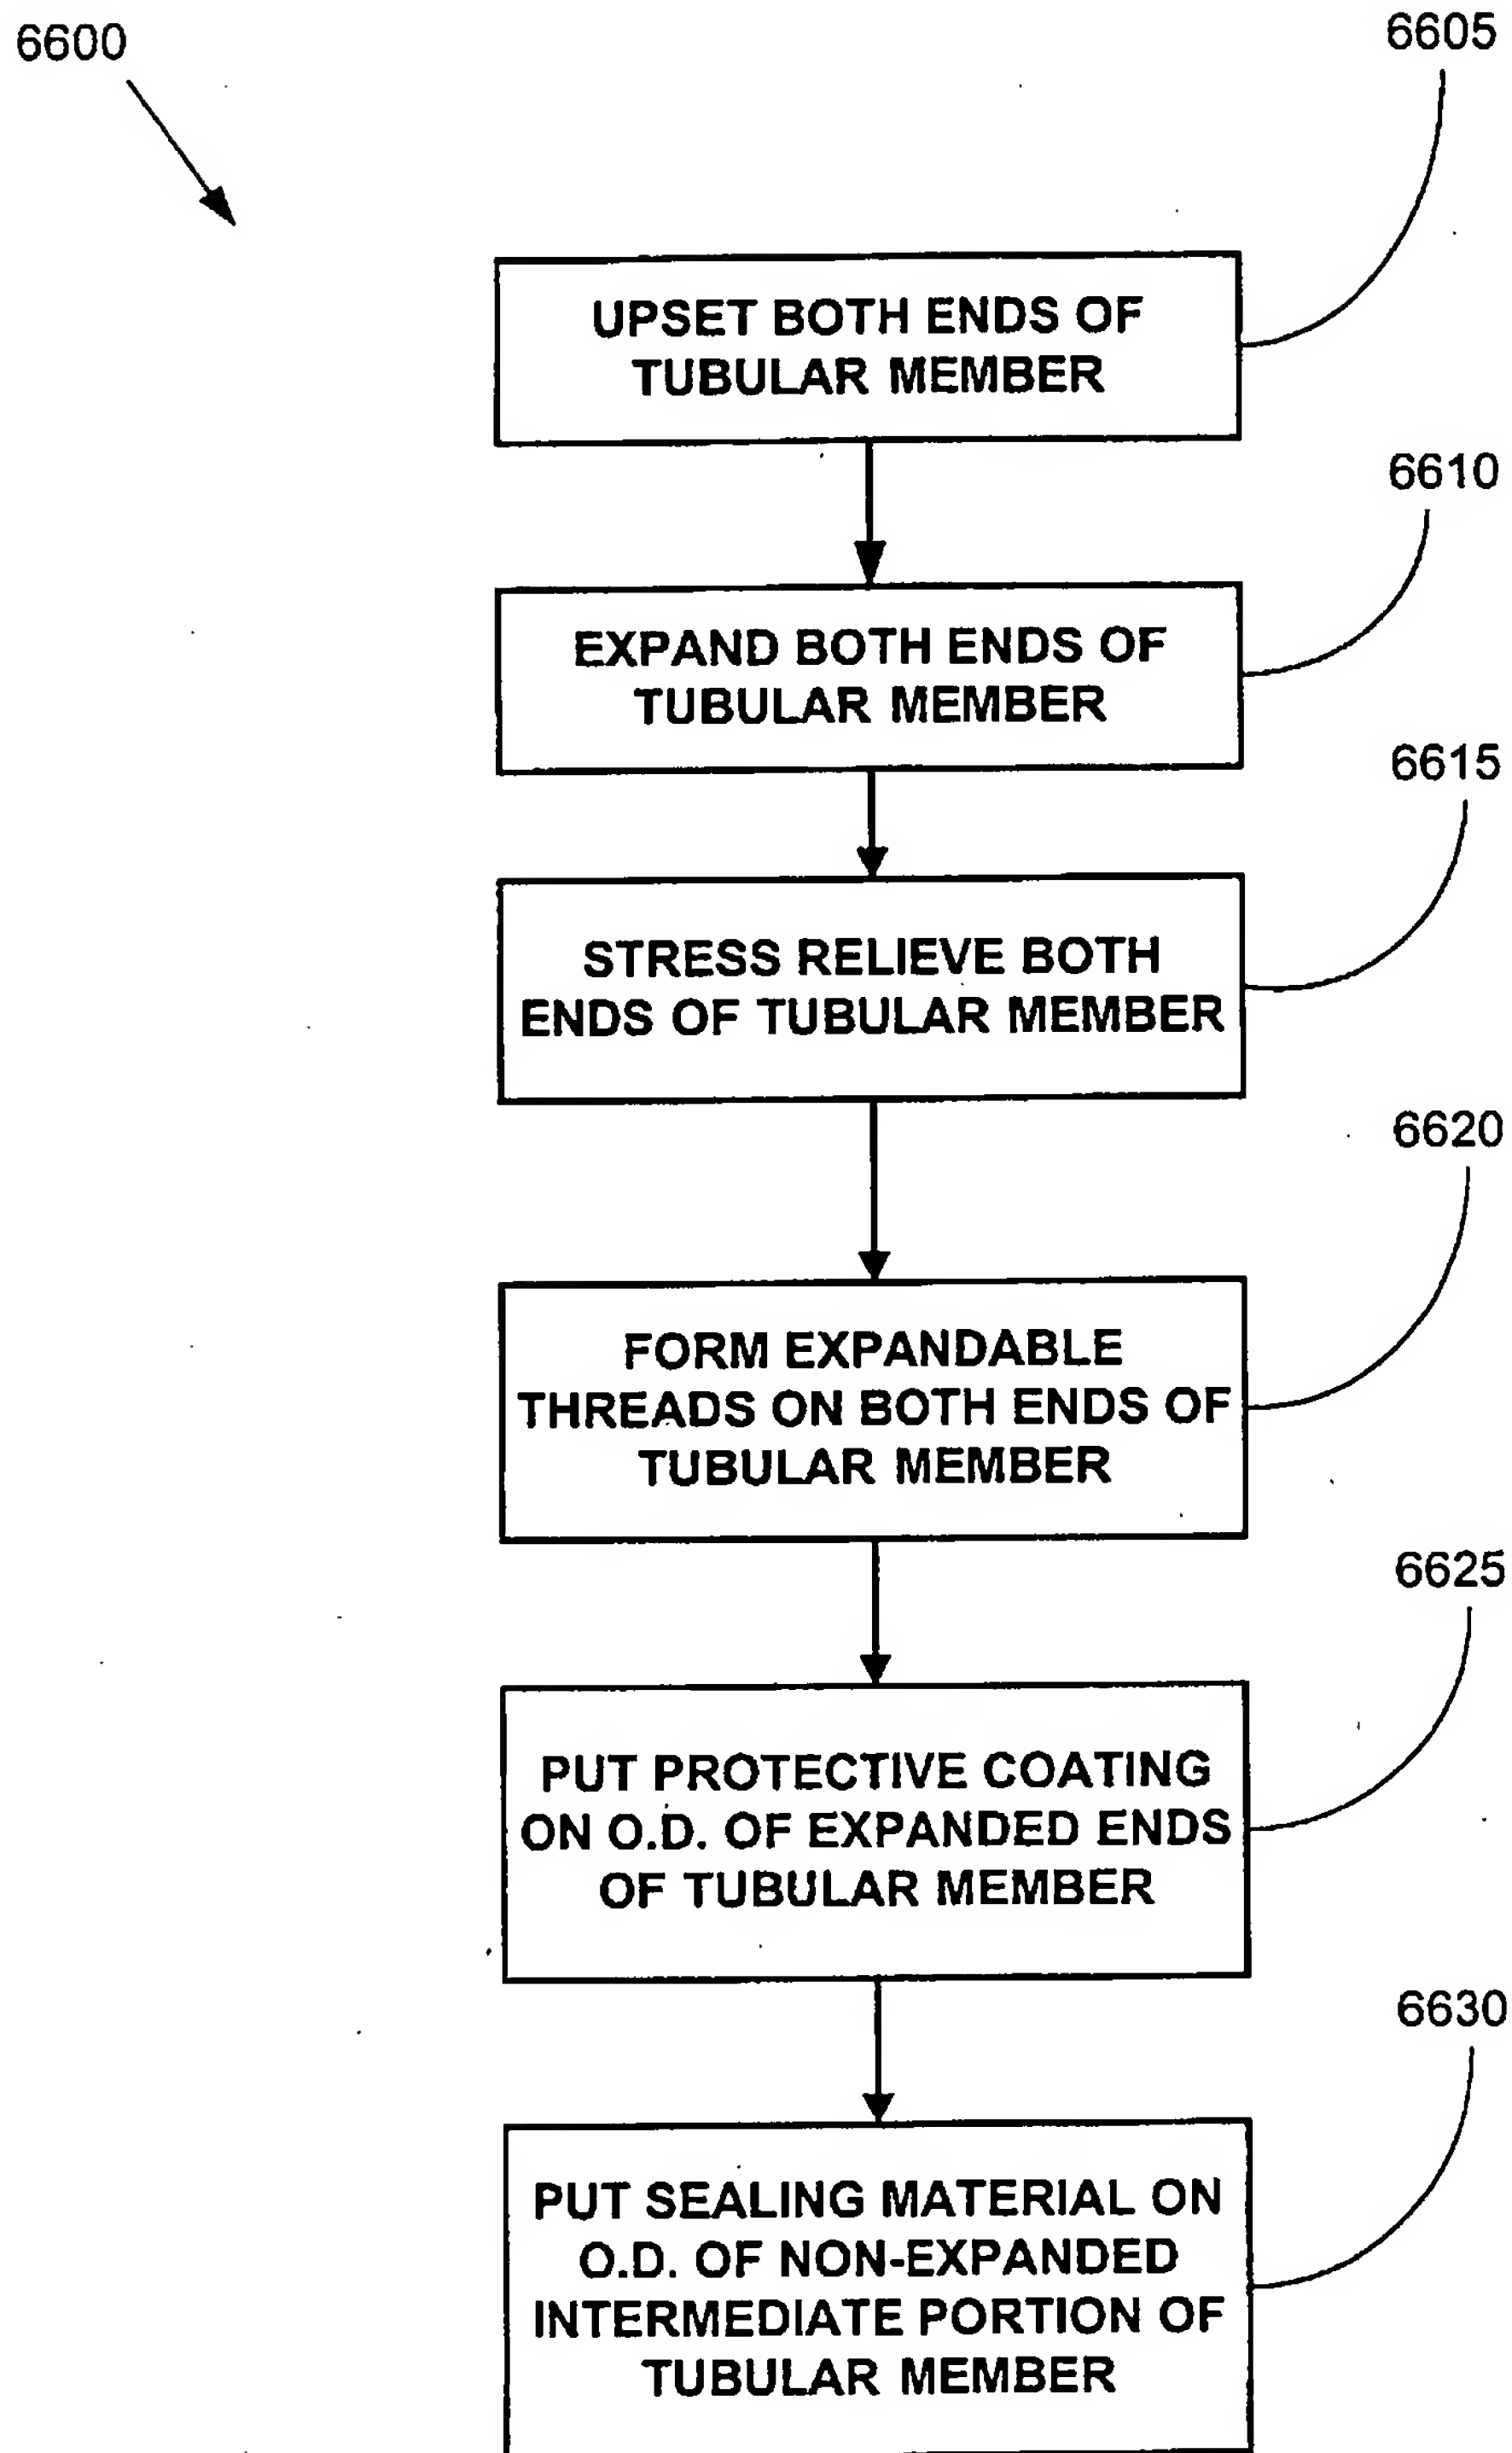 6600
6605
UPSET BOTH ENDS OF
TUBULAR MEMBER
6610
EXPAND BOTH ENDS OF
TUBULAR MEMBER
6615
STRESS RELIEVE BOTH
ENDS OF TUBULAR MEMBER
6620
FORM EXPANDABLE
THREADS ON BOTH ENDS OF
TUBULAR MEMBER
6625
PUT PROTECTIVE COATING
ON O.D. OF EXPANDED ENDS
OF TUBULAR MEMBER
6630
PUT SEALING MATERIAL ON
O.D. OF NON-EXPANDED
INTERMEDIATE PORTION OF
TUBULAR MEMBER